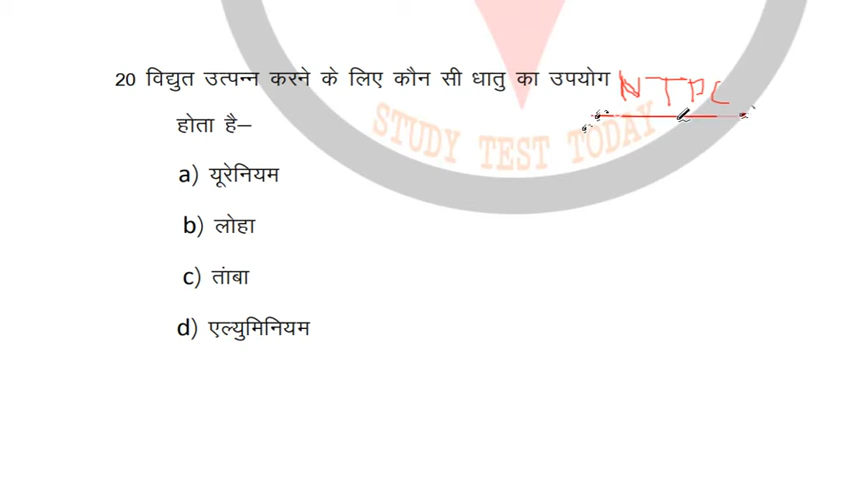 20 विद्युत उत्पन्न करने के लिए कौन सी धातु का उपयोग NTPC
होता है–
STUDY TEST TODAY
a) यूरेनियम
b) लोहा
c) तांबा
d) एल्युमिनियम